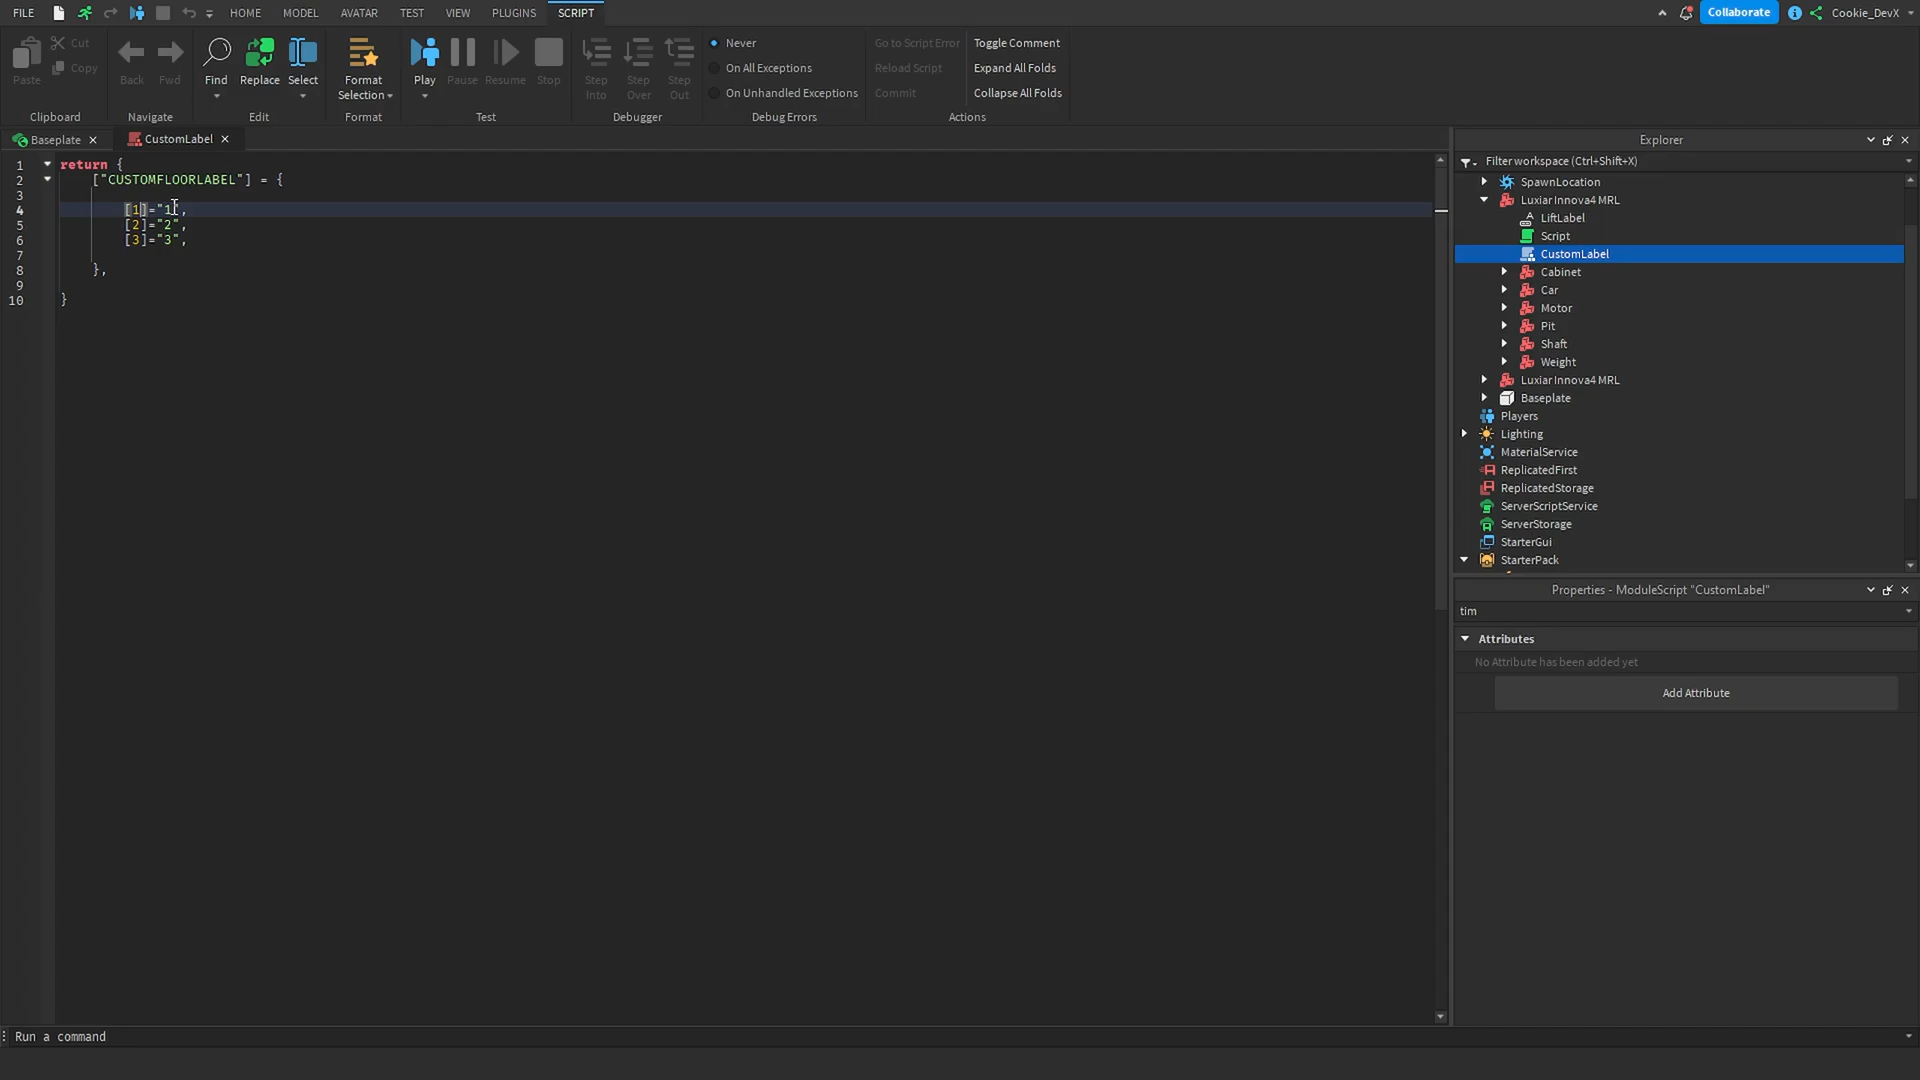 FILE HOME MODEL AVATAR TEST VIEW PLUGINS SCRIPT Collaborate Cookie_DevX
Paste Cut Copy Back Fwd Find Replace Select Format Selection Play Pause Resume Stop Step Into Step Over Step Out
Never
On All Exceptions
On Unhandled Exceptions
Go to Script Error
Reload Script
Commit
Toggle Comment
Expand All Folds
Collapse All Folds
Clipboard Navigate Edit Format Test Debugger Debug Errors Actions
Baseplate CustomLabel
1 return {
2 ["CUSTOMFLOORLABEL"] = {
3
4 [1]="1",
5 [2]="2",
6 [3]="3",
7
8 },
9
10 }
Explorer
Filter workspace (Ctrl+Shift+X)
SpawnLocation
Luxiar Innova4 MRL
LiftLabel
Script
CustomLabel
Cabinet
Car
Motor
Pit
Shaft
Weight
Luxiar Innova4 MRL
Baseplate
Players
Lighting
MaterialService
ReplicatedFirst
ReplicatedStorage
ServerScriptService
ServerStorage
StarterGui
StarterPack
Properties - ModuleScript "CustomLabel"
tim
Attributes
No Attribute has been added yet
Add Attribute
Run a command